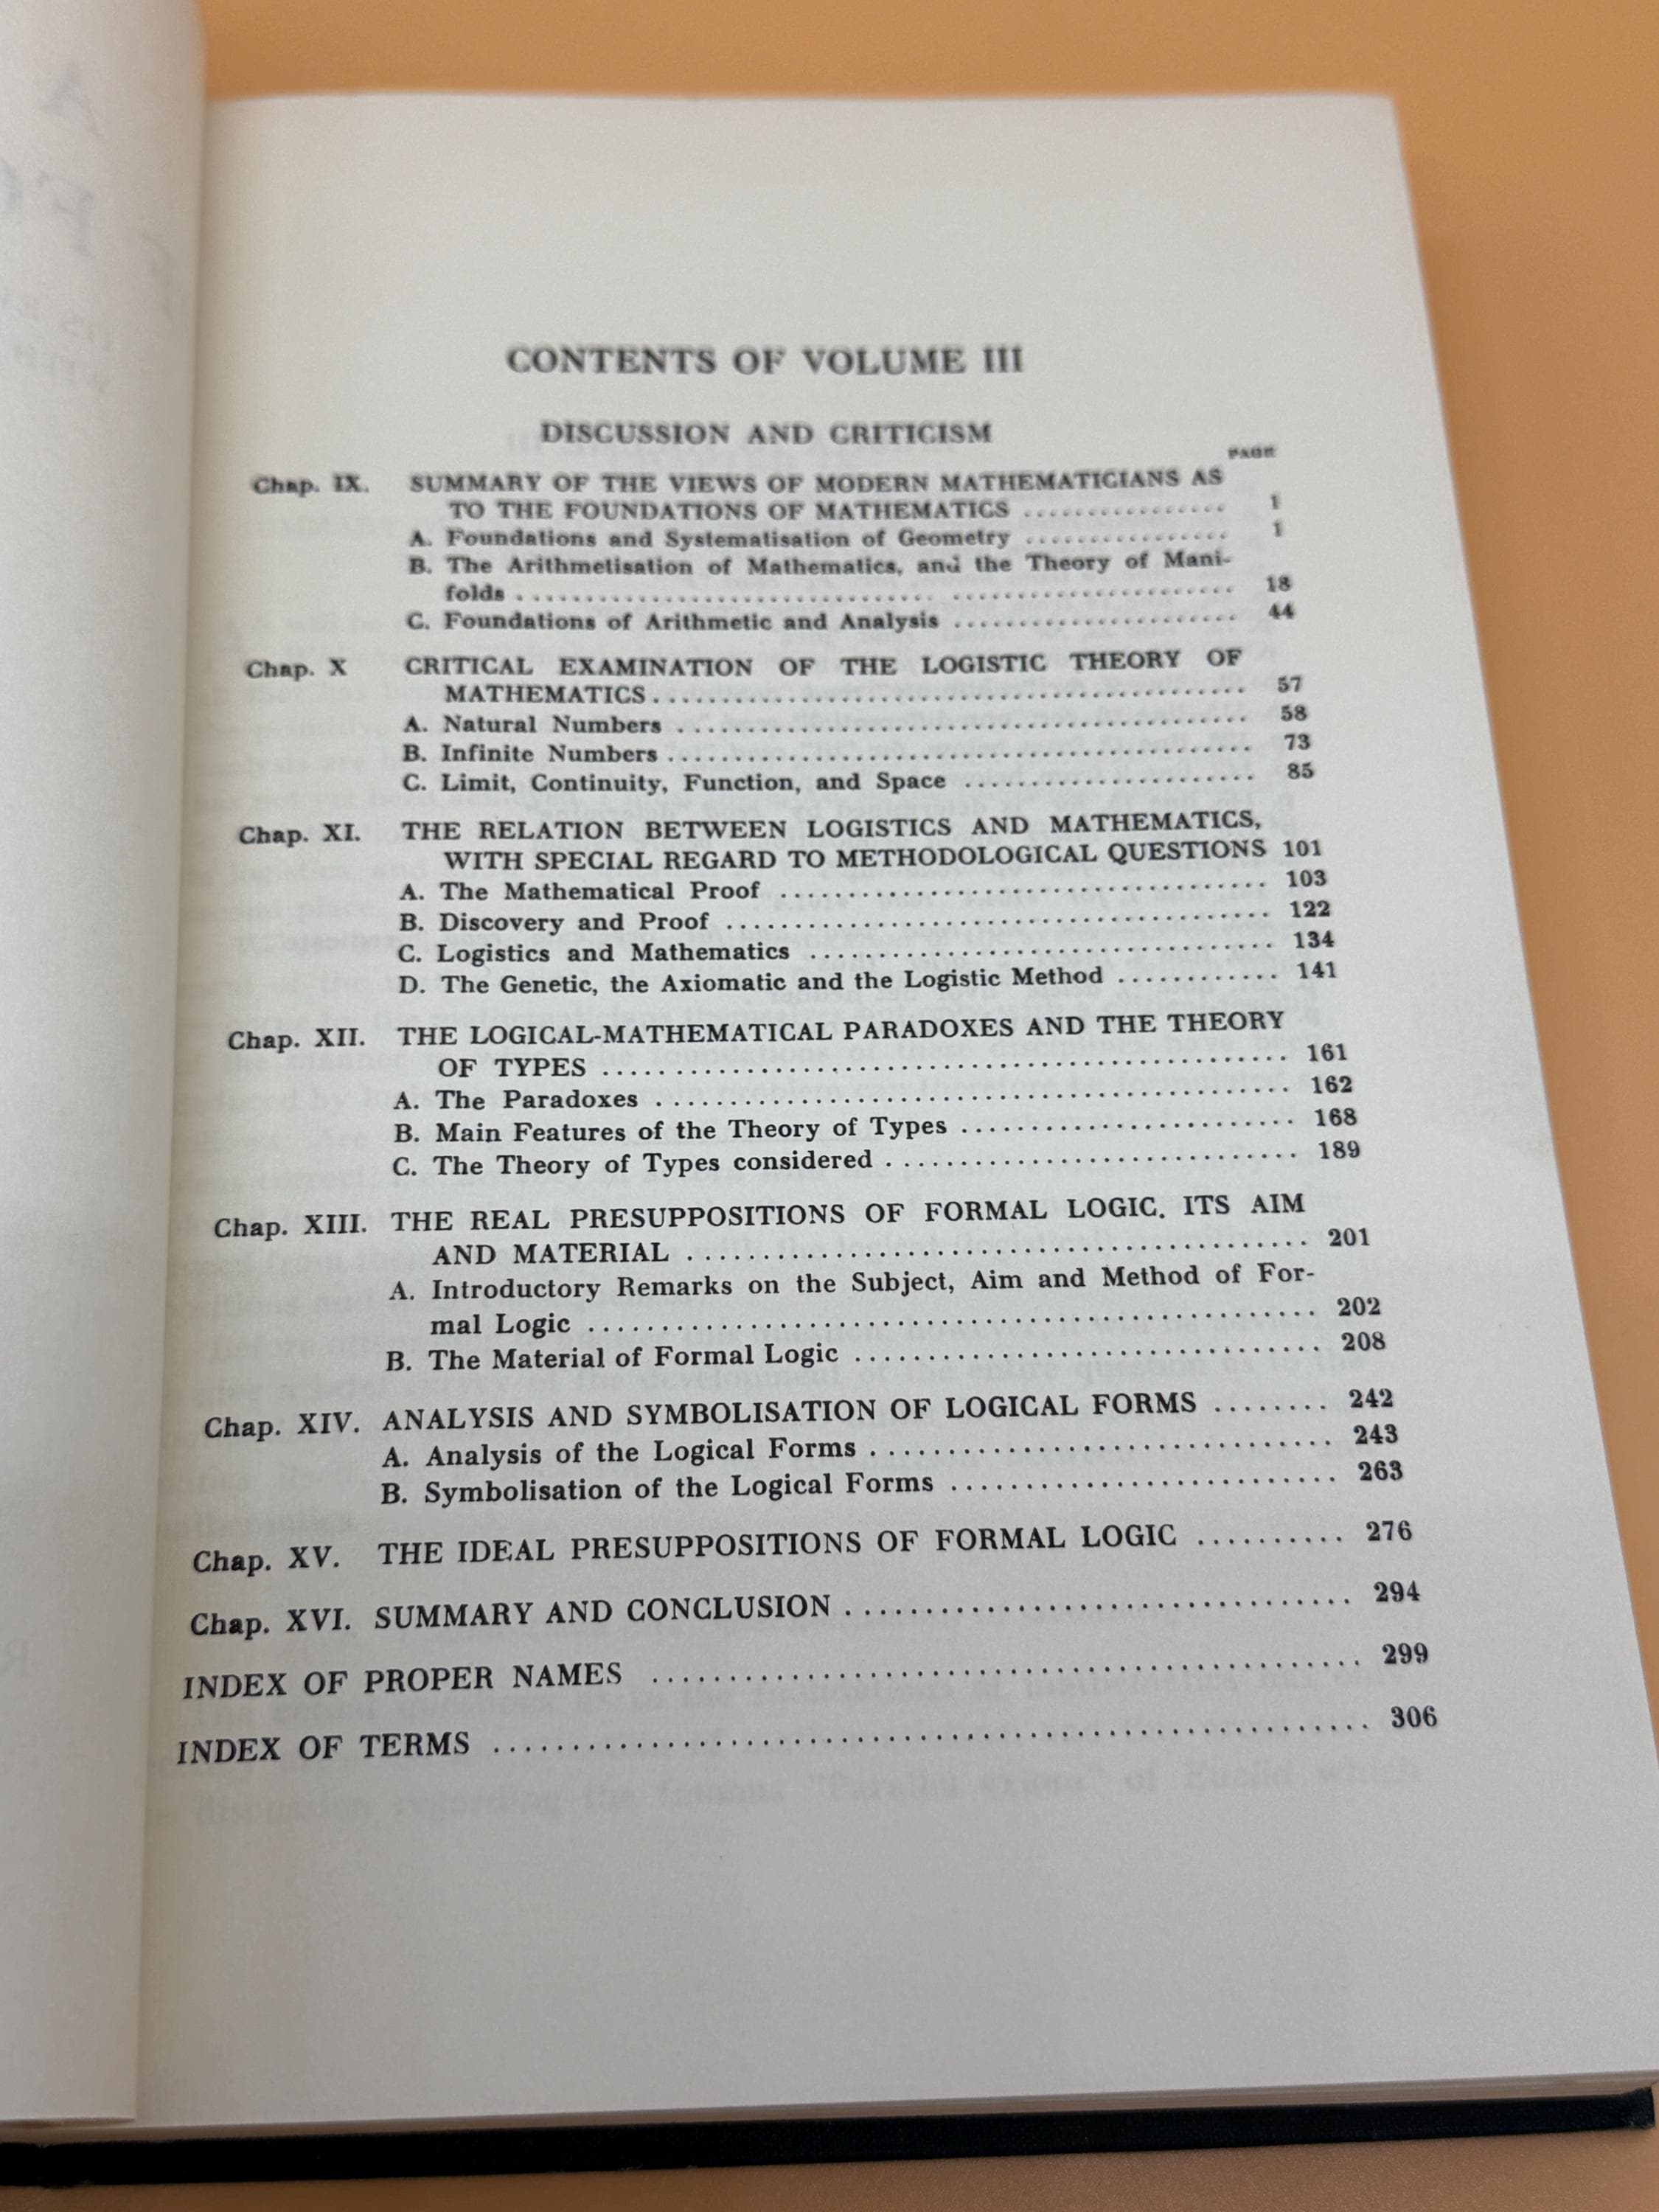 CONTENTS OF VOLUME III
DISCUSSION AND CRITICISM
PAGE
Chap. IX. SUMMARY OF THE VIEWS OF MODERN MATHEMATICIANS AS
TO THE FOUNDATIONS OF MATHEMATICS ................ 1
A. Foundations and Systematisation of Geometry ................ 1
B. The Arithmetisation of Mathematics, and the Theory of Mani-
folds ........................................................ 18
C. Foundations of Arithmetic and Analysis ...................... 44
Chap. X CRITICAL EXAMINATION OF THE LOGISTIC THEORY OF
MATHEMATICS ................................................ 57
A. Natural Numbers ............................................. 58
B. Infinite Numbers ............................................. 73
C. Limit, Continuity, Function, and Space ...................... 85
Chap. XI. THE RELATION BETWEEN LOGISTICS AND MATHEMATICS,
WITH SPECIAL REGARD TO METHODOLOGICAL QUESTIONS 101
A. The Mathematical Proof ..................................... 103
B. Discovery and Proof ......................................... 122
C. Logistics and Mathematics ................................... 134
D. The Genetic, the Axiomatic and the Logistic Method ............ 141
Chap. XII. THE LOGICAL-MATHEMATICAL PARADOXES AND THE THEORY
OF TYPES .................................................. 161
A. The Paradoxes .............................................. 162
B. Main Features of the Theory of Types ........................ 168
C. The Theory of Types considered .............................. 189
Chap. XIII. THE REAL PRESUPPOSITIONS OF FORMAL LOGIC. ITS AIM
AND MATERIAL .............................................. 201
A. Introductory Remarks on the Subject, Aim and Method of For-
mal Logic .................................................. 202
B. The Material of Formal Logic ................................ 208
Chap. XIV. ANALYSIS AND SYMBOLISATION OF LOGICAL FORMS ........ 242
A. Analysis of the Logical Forms ................................ 243
B. Symbolisation of the Logical Forms .......................... 263
Chap. XV. THE IDEAL PRESUPPOSITIONS OF FORMAL LOGIC .......... 276
Chap. XVI. SUMMARY AND CONCLUSION ................................. 294
INDEX OF PROPER NAMES .............................................. 299
INDEX OF TERMS ...................................................... 306